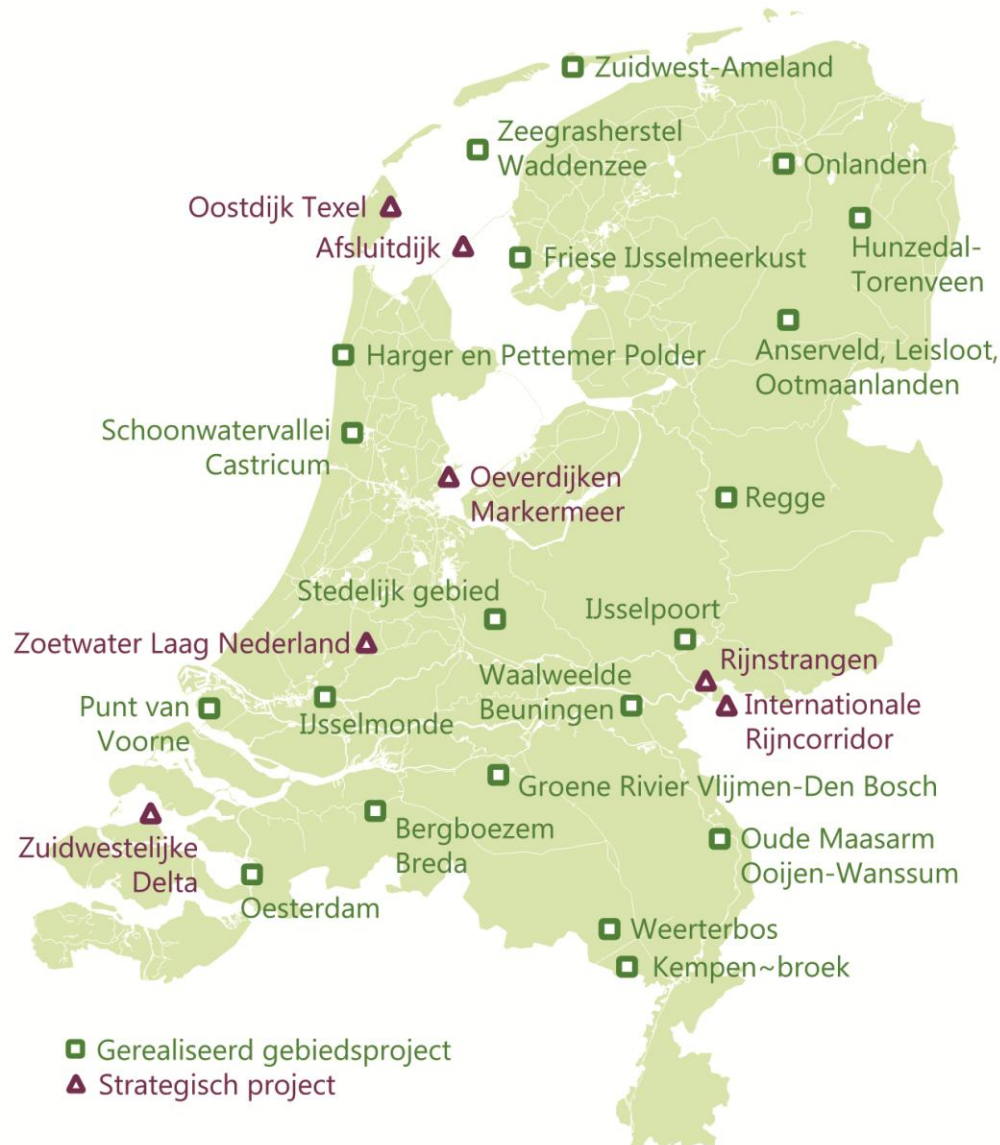 Zuidwest-Ameland
Zeegrasherstel
Waddenzee
Onlanden
Oostdijk Texel
Afsluitdijk
Friese IJsselmeerkust
Hunzedal-
Torenveen
Harger en Pettemer Polder
Anserveld, Leisloot,
Ootmaanlanden
Schoonwatervallei
Castricum
Oeverdijken
Markermeer
Regge
Stedelijk gebied
IJsselpoort
Zoetwater Laag Nederland
Rijnstrangen
Waalweelde
Beuningen
Internationale
Rijncorridor
Punt van
Voorne
IJsselmonde
Groene Rivier Vlijmen-Den Bosch
Zuidwestelijke
Delta
Bergboezem
Breda
Oude Maasarm
Ooijen-Wanssum
Oesterdam
Weerterbos
Kempen~broek
Gerealiseerd gebiedsproject
Strategisch project